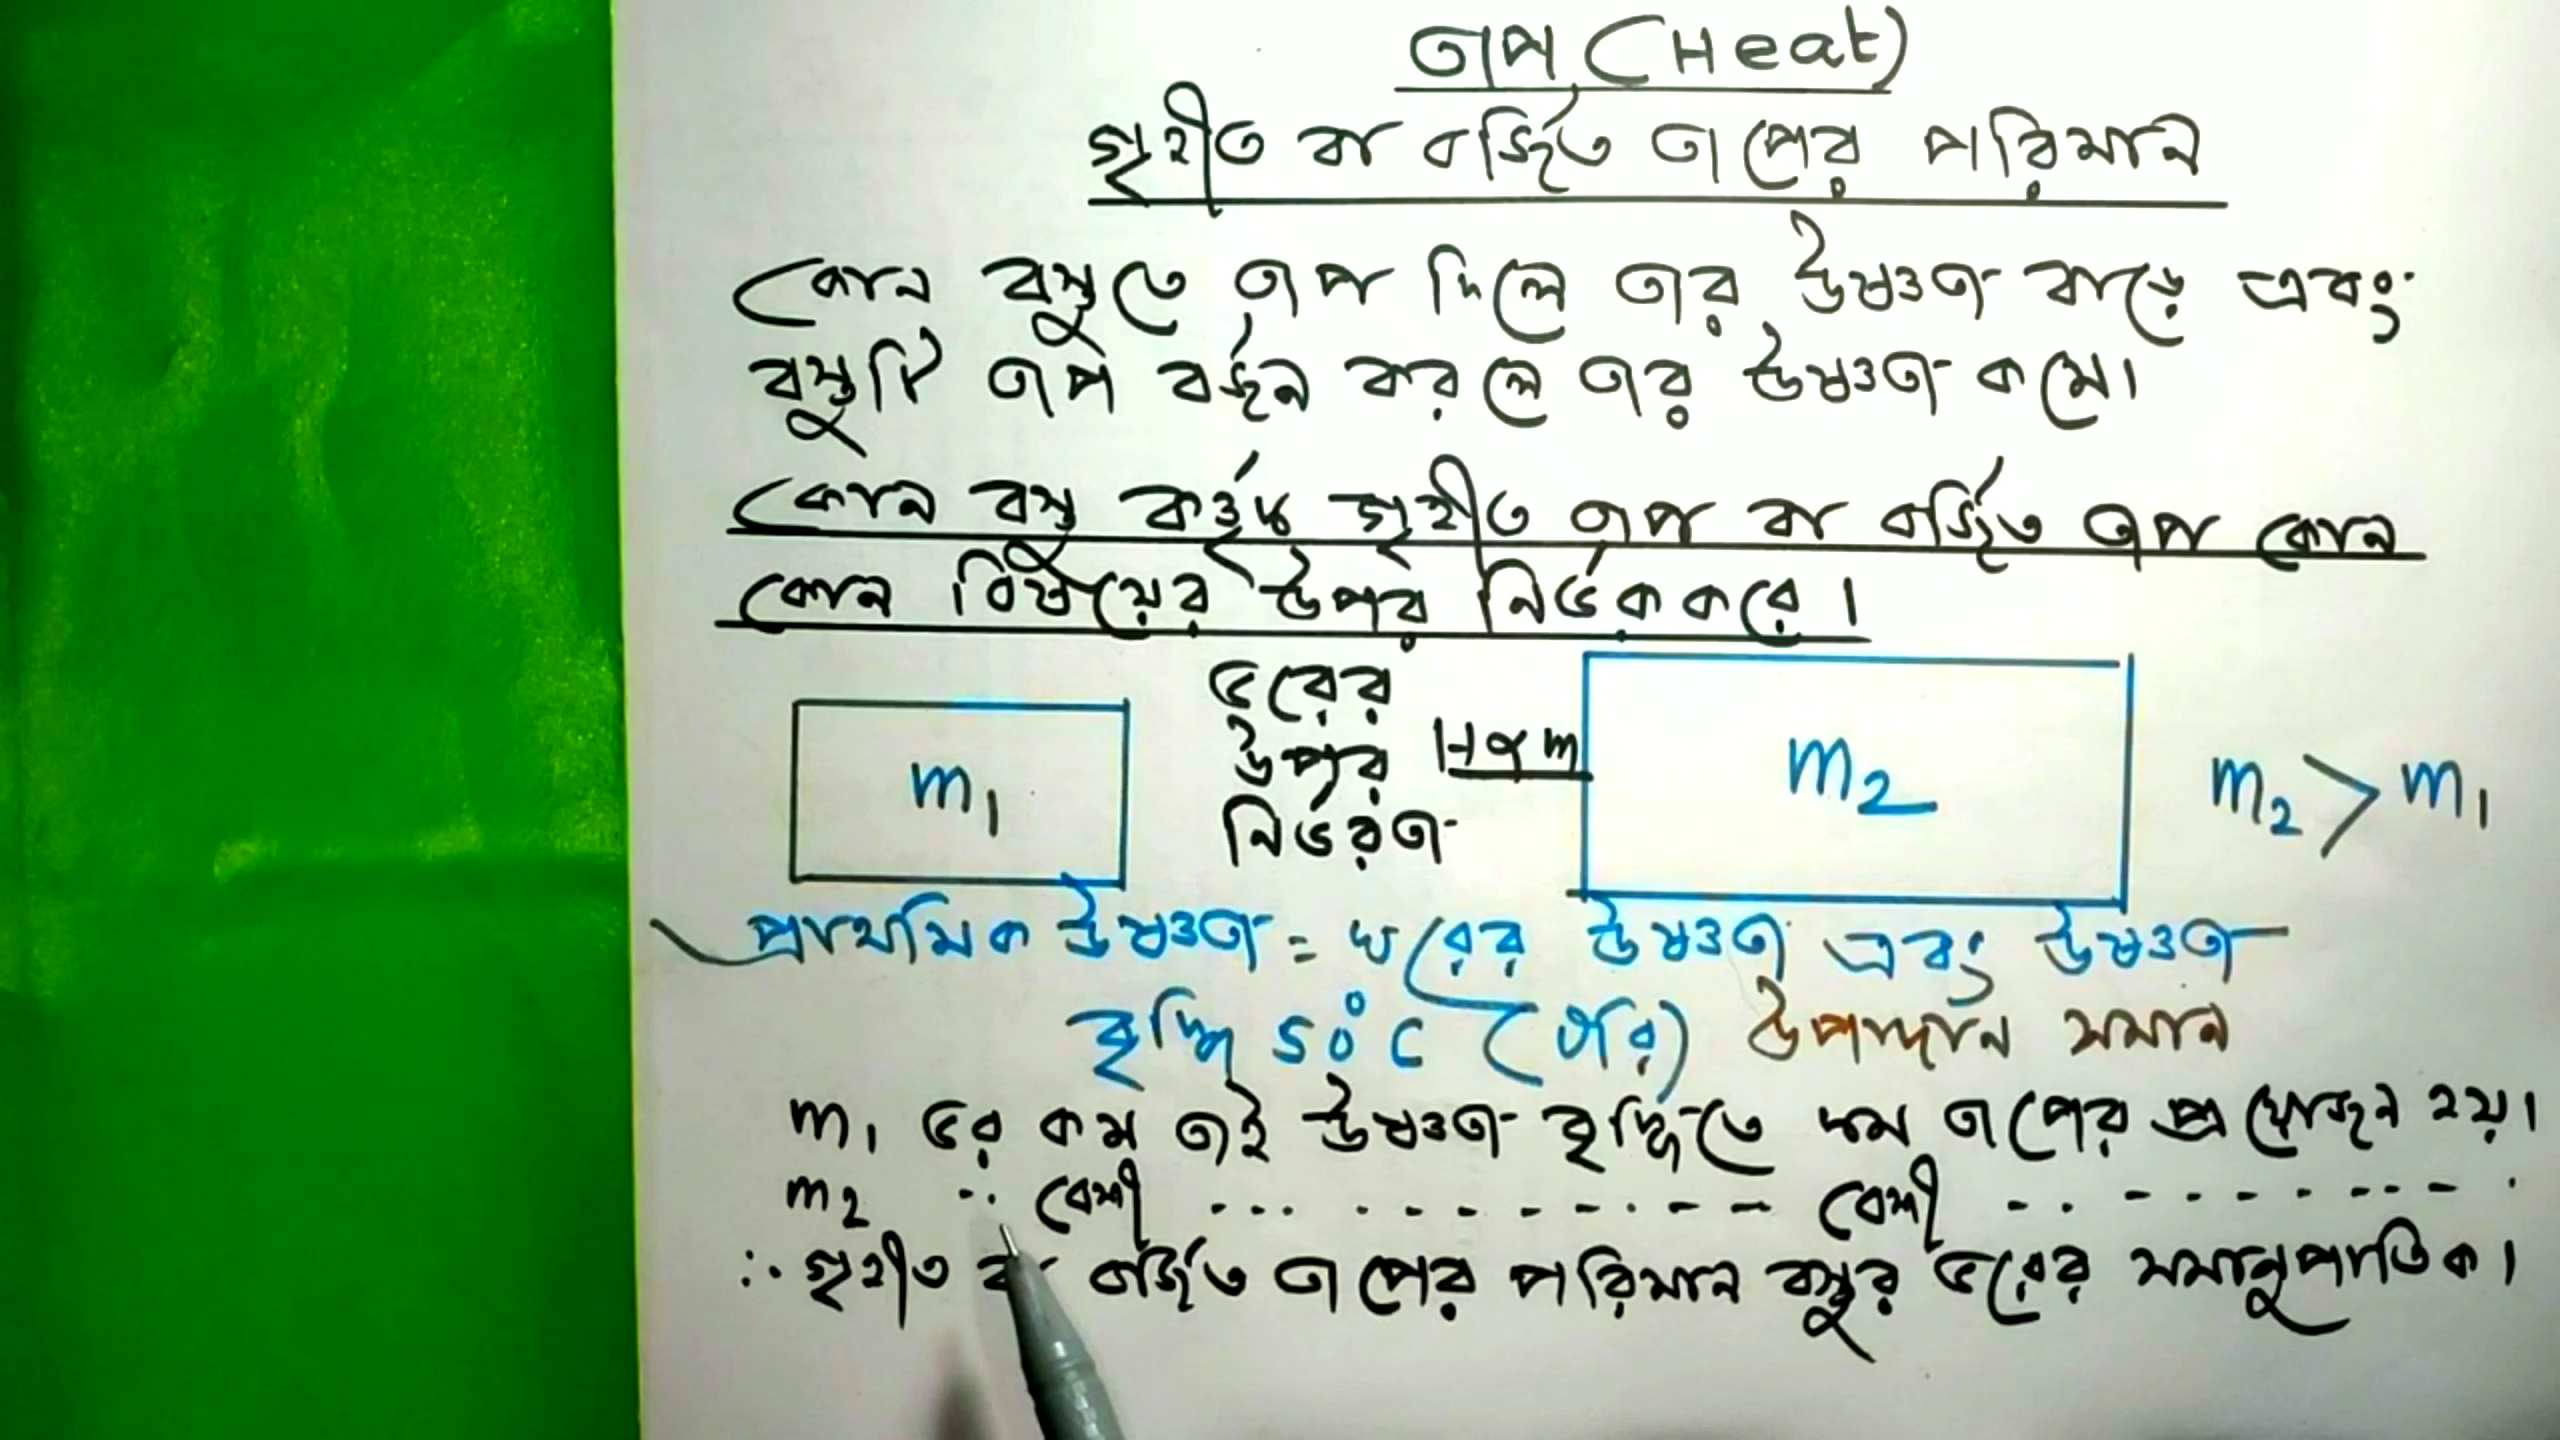 তাপ (Heat)
গৃহীত বা বর্জিত তাপের পরিমান
কোন বস্তুতে তাপ দিলে তার উষ্ণতা বাড়ে এবং
বস্তুটি তাপ বর্জন করলে তার উষ্ণতা কমে।
কোন বস্তু কর্তৃক গৃহীত তাপ বা বর্জিত তাপ কোন
কোন বিষয়ের উপর নির্ভর করে।
m₁
ভরের
উপর
নির্ভরতা
H α m
m₂
m₂ > m₁
প্রাথমিক উষ্ণতা = ঘরের উষ্ণতা এবং উষ্ণতা
বৃদ্ধি 50°C (ধরি) উপাদান সমান
m₁ ভর কম তাই উষ্ণতা বৃদ্ধিতে কম তাপের প্রয়োজন হয়।
m₂ .. বেশী ... - - - - - - - - - বেশী - . - - - - - - - .
∴ গৃহীত বা বর্জিত তাপের পরিমান বস্তুর ভরের সমানুপাতিক।